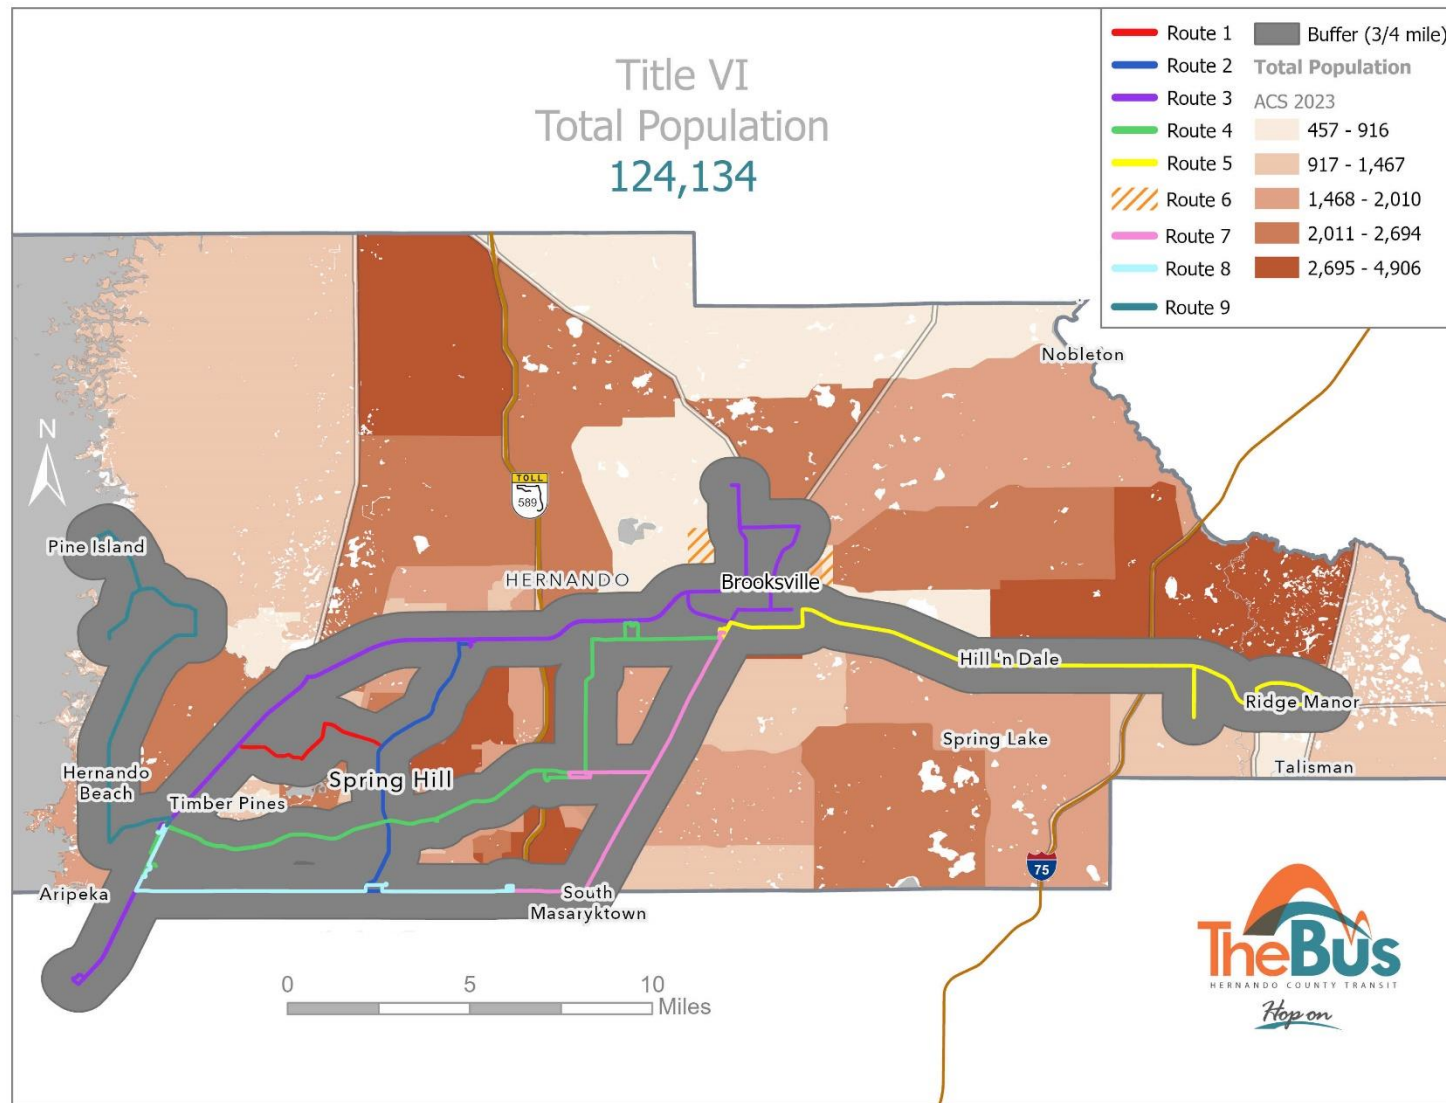 Title VI
Total Population
124,134
Route 1
Route 2
Route 3
Route 4
Route 5
Route 6
Route 7
Route 8
Route 9
Buffer (3/4 mile)
Total Population
ACS 2023
457 - 916
917 - 1,467
1,468 - 2,010
2,011 - 2,694
2,695 - 4,906
Nobleton
N
TOLL
589
Pine Island
HERNANDO
Brooksville
Hill 'n Dale
Ridge Manor
Spring Lake
Talisman
Hernando
Beach
Timber Pines
Spring Hill
Aripeka
South
Masaryktown
75
0
5
10
Miles
TheBus
HERNANDO COUNTY TRANSIT
Hop on